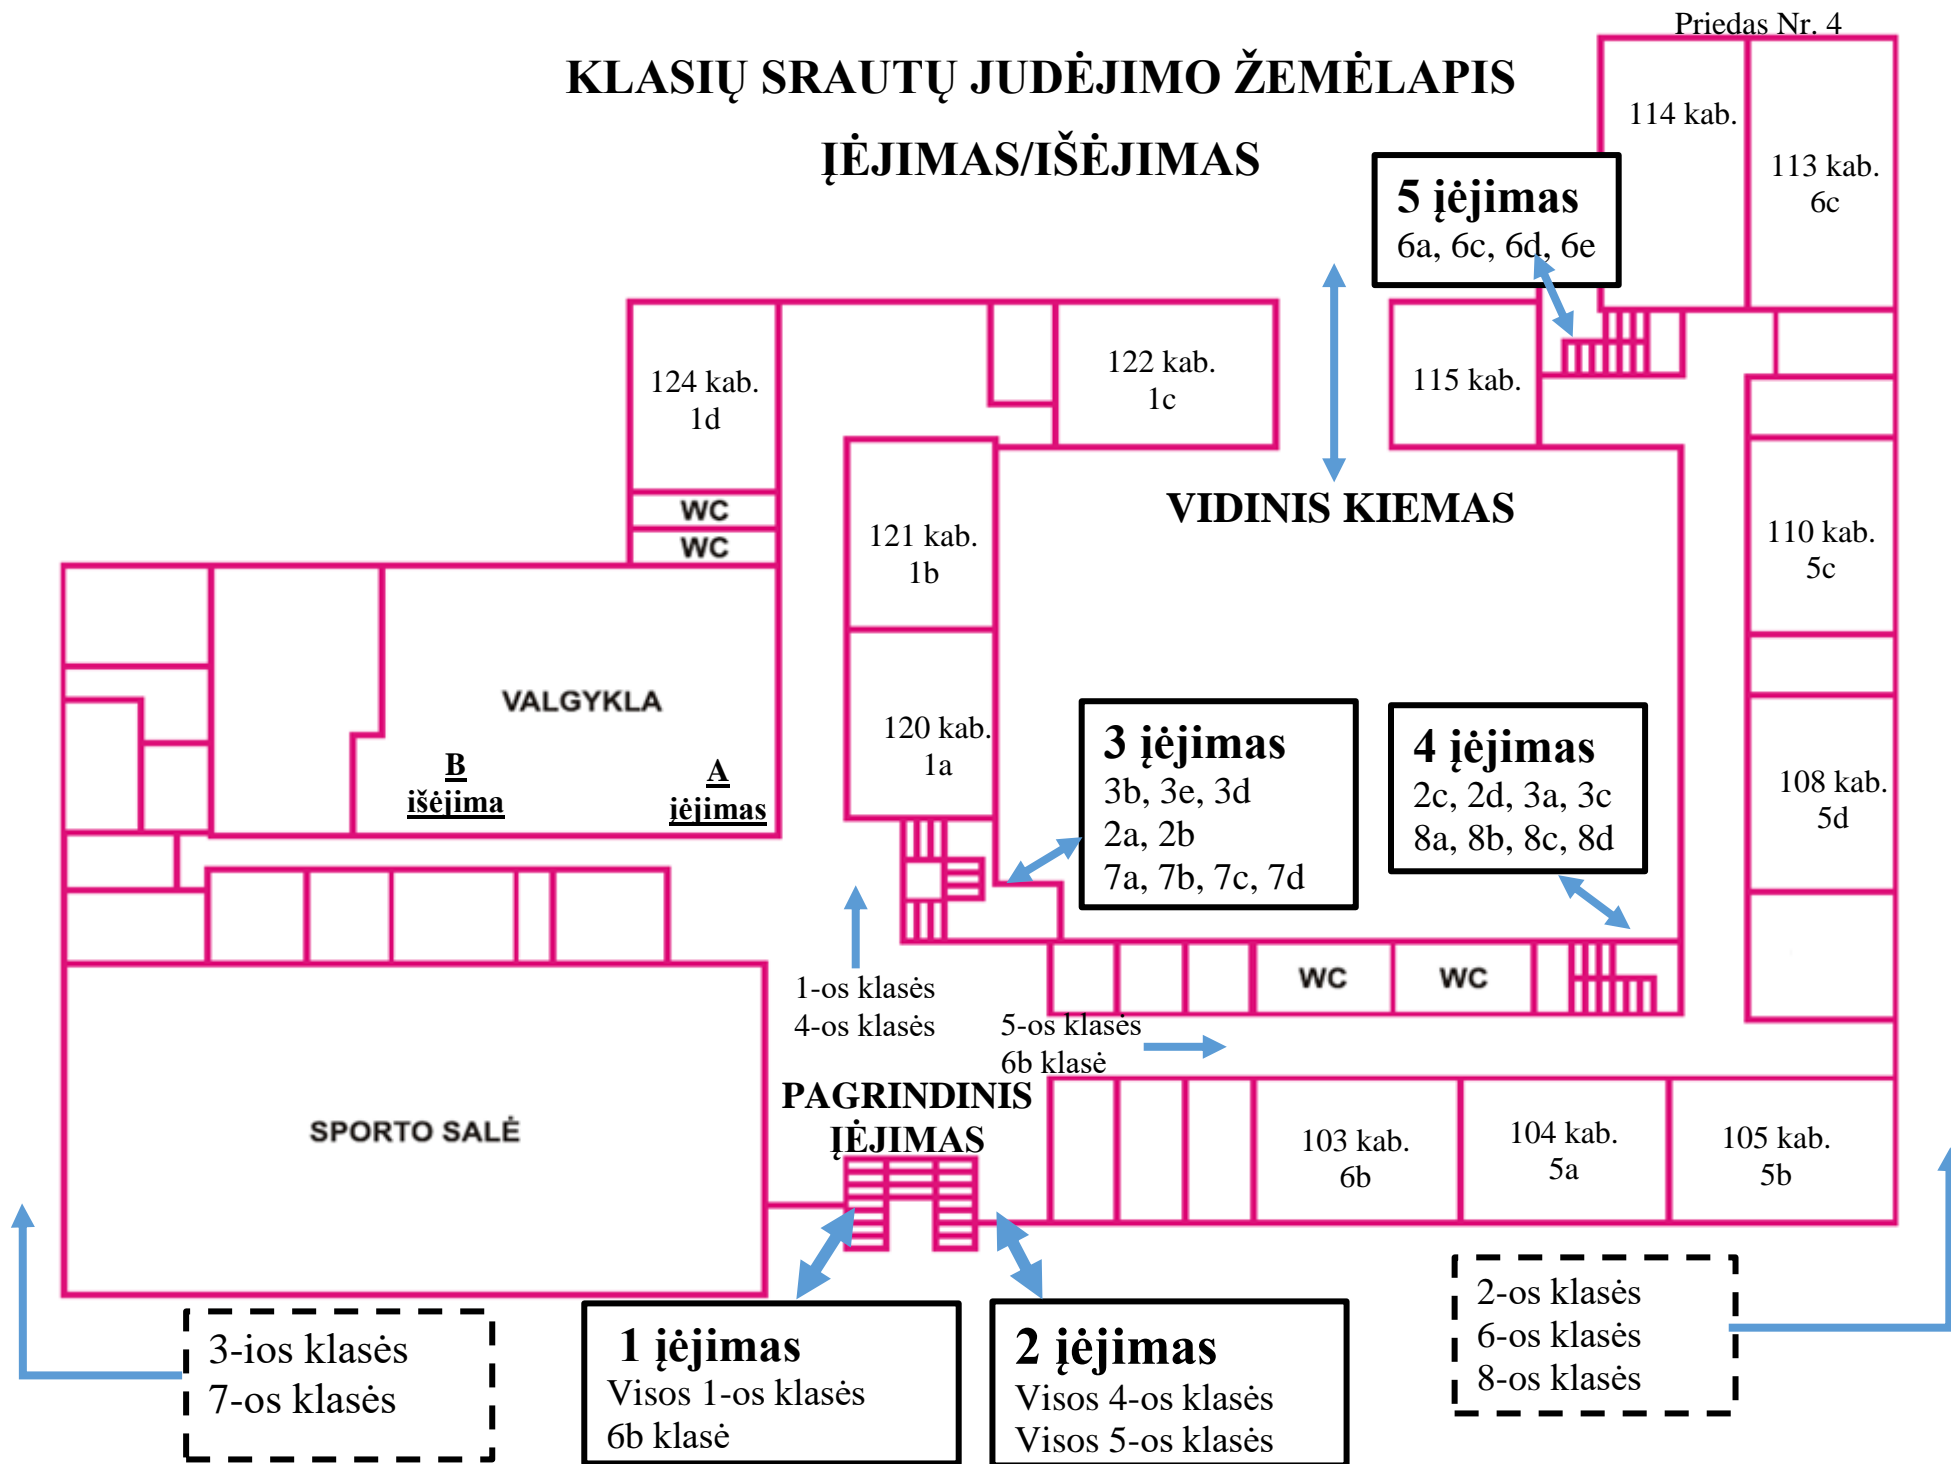 Priedas Nr. 4
KLASIŲ SRAUTŲ JUDĖJIMO ŽEMĖLAPIS
ĮĖJIMAS/IŠĖJIMAS
114 kab.
113 kab.
6c
5 įėjimas
6a, 6c, 6d, 6e
124 kab.
1d
122 kab.
1c
115 kab.
WC
WC
VIDINIS KIEMAS
121 kab.
1b
110 kab.
5c
VALGYKLA
B
išėjima
A
įėjimas
120 kab.
1a
3 įėjimas
3b, 3e, 3d
2a, 2b
7a, 7b, 7c, 7d
4 įėjimas
2c, 2d, 3a, 3c
8a, 8b, 8c, 8d
108 kab.
5d
WC
WC
1-os klasės
4-os klasės
5-os klasės
6b klasė
PAGRINDINIS
ĮĖJIMAS
SPORTO SALĖ
103 kab.
6b
104 kab.
5a
105 kab.
5b
3-ios klasės
7-os klasės
1 įėjimas
Visos 1-os klasės
6b klasė
2 įėjimas
Visos 4-os klasės
Visos 5-os klasės
2-os klasės
6-os klasės
8-os klasės